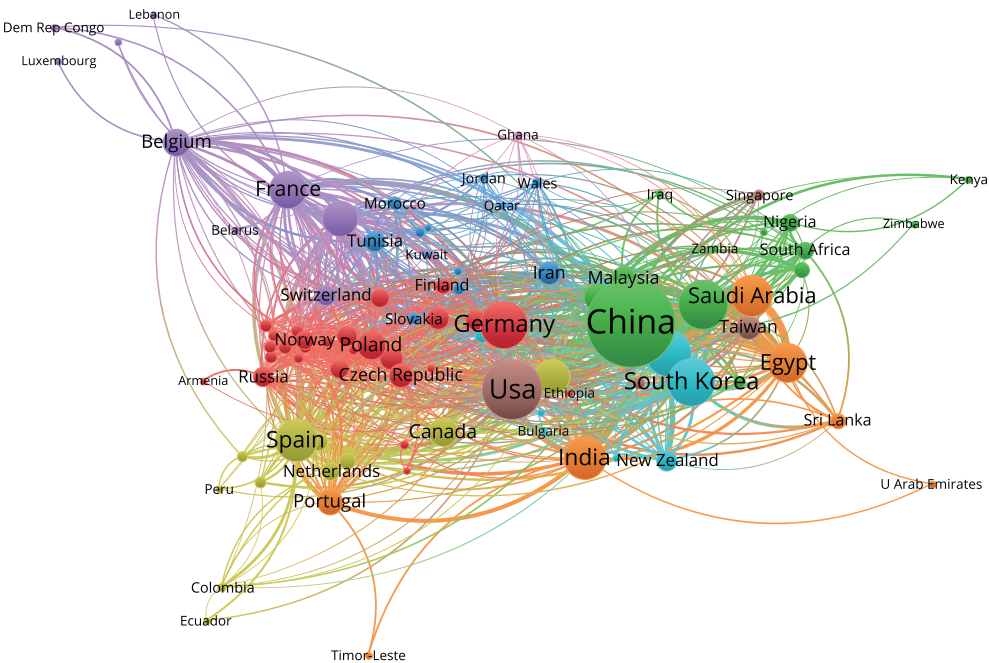 Lebanon
Dem Rep Congo
Luxembourg
Ghana
Belgium
Jordan
Wales
Kenya
France
Iraq
Singapore
Morocco
Qatar
Nigeria
Zimbabwe
Belarus
Tunisia
Kuwait
Zambia
South Africa
Iran
Malaysia
Finland
Switzerland
Saudi Arabia
Slovakia
Germany
China
Taiwan
Norway
Poland
Egypt
Russia
Czech Republic
Armenia
Usa
Ethiopia
South Korea
Sri Lanka
Spain
Canada
Bulgaria
India
New Zealand
Netherlands
Peru
U Arab Emirates
Portugal
Colombia
Ecuador
Timor-Leste